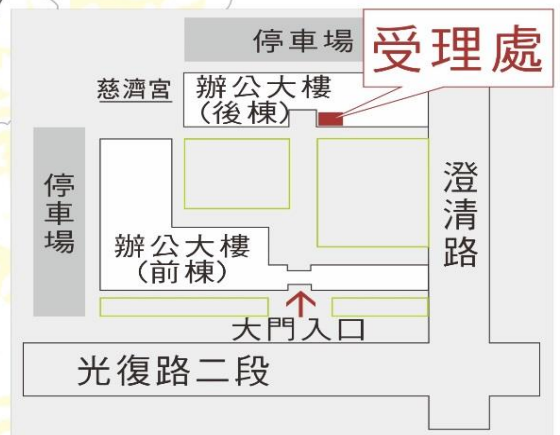 停車場
受理處
慈濟宮
辦公大樓
(後棟)
停車場
澄清路
辦公大樓
(前棟)
大門入口
光復路二段